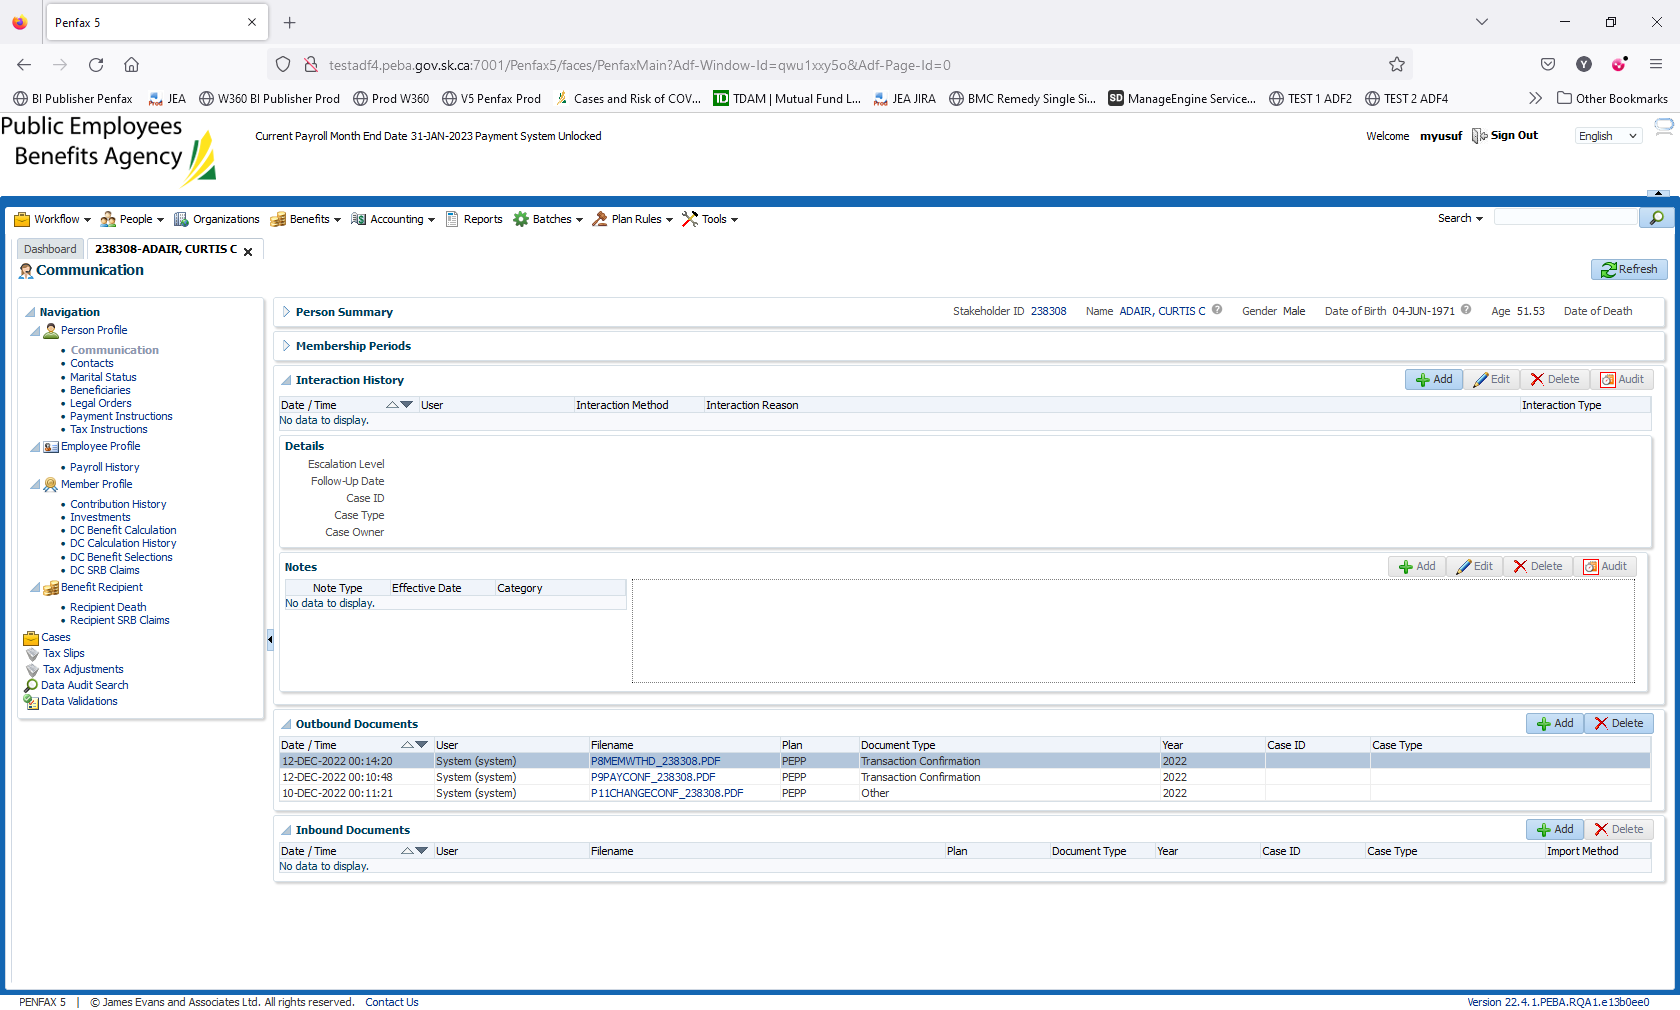 Penfax 5
testadf4.peba.gov.sk.ca:7001/Penfax5/faces/PenfaxMain?Adf-Window-Id=qwu1xxy5o&Adf-Page-Id=0
BI Publisher Penfax JEA W360 BI Publisher Prod Prod W360 V5 Penfax Prod Cases and Risk of COV... TDAM | Mutual Fund L... JEA JIRA BMC Remedy Single Si... ManageEngine Service... TEST 1 ADF2 TEST 2 ADF4 Other Bookmarks
Public Employees
Benefits Agency
Current Payroll Month End Date 31-JAN-2023 Payment System Unlocked
Welcome myusuf Sign Out English
Workflow People Organizations Benefits Accounting Reports Batches Plan Rules Tools Search
Dashboard 238308-ADAIR, CURTIS C
Communication
Refresh
Navigation
Person Profile
Communication
Contacts
Marital Status
Beneficiaries
Legal Orders
Payment Instructions
Tax Instructions
Employee Profile
Payroll History
Member Profile
Contribution History
Investments
DC Benefit Calculation
DC Calculation History
DC Benefit Selections
DC SRB Claims
Benefit Recipient
Recipient Death
Recipient SRB Claims
Cases
Tax Slips
Tax Adjustments
Data Audit Search
Data Validations
Person Summary Stakeholder ID 238308 Name ADAIR, CURTIS C Gender Male Date of Birth 04-JUN-1971 Age 51.53 Date of Death
Membership Periods
Interaction History Add Edit Delete Audit
Date / Time User Interaction Method Interaction Reason Interaction Type
No data to display.
Details
Escalation Level
Follow-Up Date
Case ID
Case Type
Case Owner
Notes Add Edit Delete Audit
Note Type Effective Date Category
No data to display.
Outbound Documents Add Delete
Date / Time User Filename Plan Document Type Year Case ID Case Type
12-DEC-2022 00:14:20 System (system) P8MEMWTHD_238308.PDF PEPP Transaction Confirmation 2022
12-DEC-2022 00:10:48 System (system) P9PAYCONF_238308.PDF PEPP Transaction Confirmation 2022
10-DEC-2022 00:11:21 System (system) P11CHANGECONF_238308.PDF PEPP Other 2022
Inbound Documents Add Delete
Date / Time User Filename Plan Document Type Year Case ID Case Type Import Method
No data to display.
PENFAX 5 | © James Evans and Associates Ltd. All rights reserved. Contact Us
Version 22.4.1.PEBA.RQA1.e13b0ee0